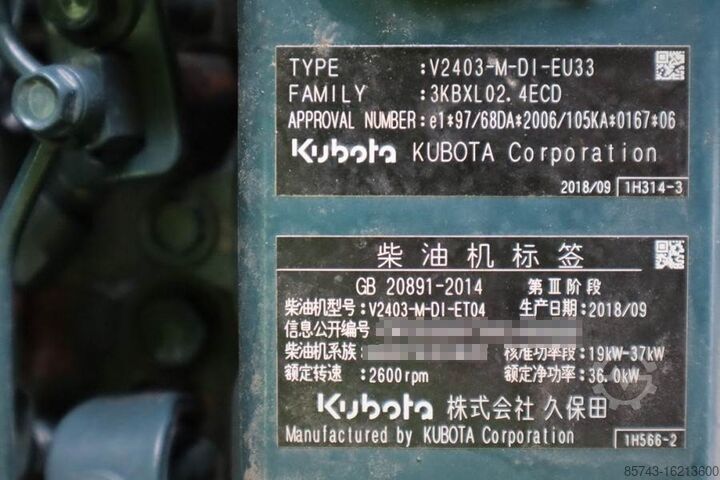 TYPE :V2403-M-DI-EU33
FAMILY :3KBXL02.4ECD
APPROVAL NUMBER:e1*97/68DA*2006/105KA*0167*06
Kubota KUBOTA Corporation
2018/09 1H314-3
柴油机标签
GB 20891-2014 第Ⅲ阶段
柴油机型号:V2403-M-DI-ET04 生产日期:2018/09
信息公开编号
柴油机系族: 核准功率段:19kW-37kW
额定转速 :2600rpm 额定净功率:36.0kW
Kubota 株式会社 久保田
Manufactured by KUBOTA Corporation 1H566-2
85743-16213600